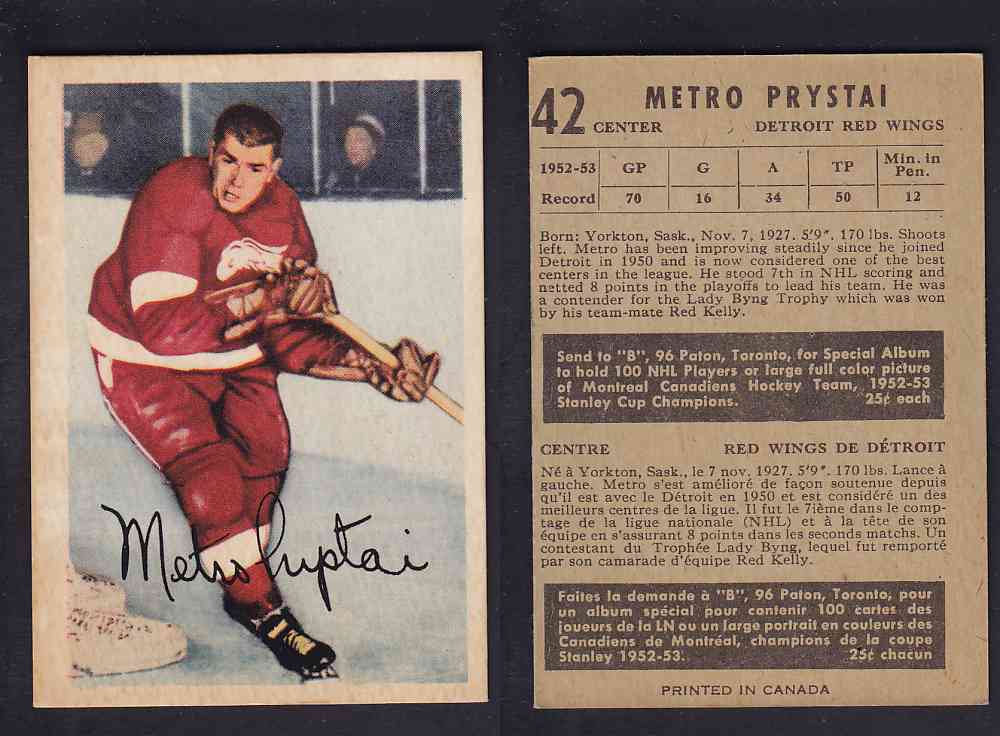 Metro Prystai
42 METRO PRYSTAI
CENTER DETROIT RED WINGS
1952-53 GP G A TP Min. in Pen.
Record 70 16 34 50 12
Born: Yorkton, Sask., Nov. 7, 1927. 5'9". 170 lbs. Shoots
left. Metro has been improving steadily since he joined
Detroit in 1950 and is now considered one of the best
centers in the league. He stood 7th in NHL scoring and
netted 8 points in the playoffs to lead his team. He was
a contender for the Lady Byng Trophy which was won
by his team-mate Red Kelly.
Send to "B", 96 Paton, Toronto, for Special Album
to hold 100 NHL Players or large full color picture
of Montreal Canadiens Hockey Team, 1952-53
Stanley Cup Champions. 25¢ each
CENTRE RED WINGS DE DÉTROIT
Né à Yorkton, Sask., le 7 nov. 1927. 5'9". 170 lbs. Lance à
gauche. Metro s'est amélioré de façon soutenue depuis
qu'il est avec le Détroit en 1950 et est considéré un des
meilleurs centres de la ligue. Il fut le 7ième dans le comp-
tage de la ligue nationale (NHL) et à la tête de son
équipe en s'assurant 8 points dans les seconds matchs. Un
contestant du Trophée Lady Byng, lequel fut remporté
par son camarade d'équipe Red Kelly.
Faites la demande à "B", 96 Paton, Toronto, pour
un album spécial pour contenir 100 cartes des
joueurs de la LN ou un large portrait en couleurs des
Canadiens de Montréal, champions de la coupe
Stanley 1952-53. 25¢ chacun
PRINTED IN CANADA